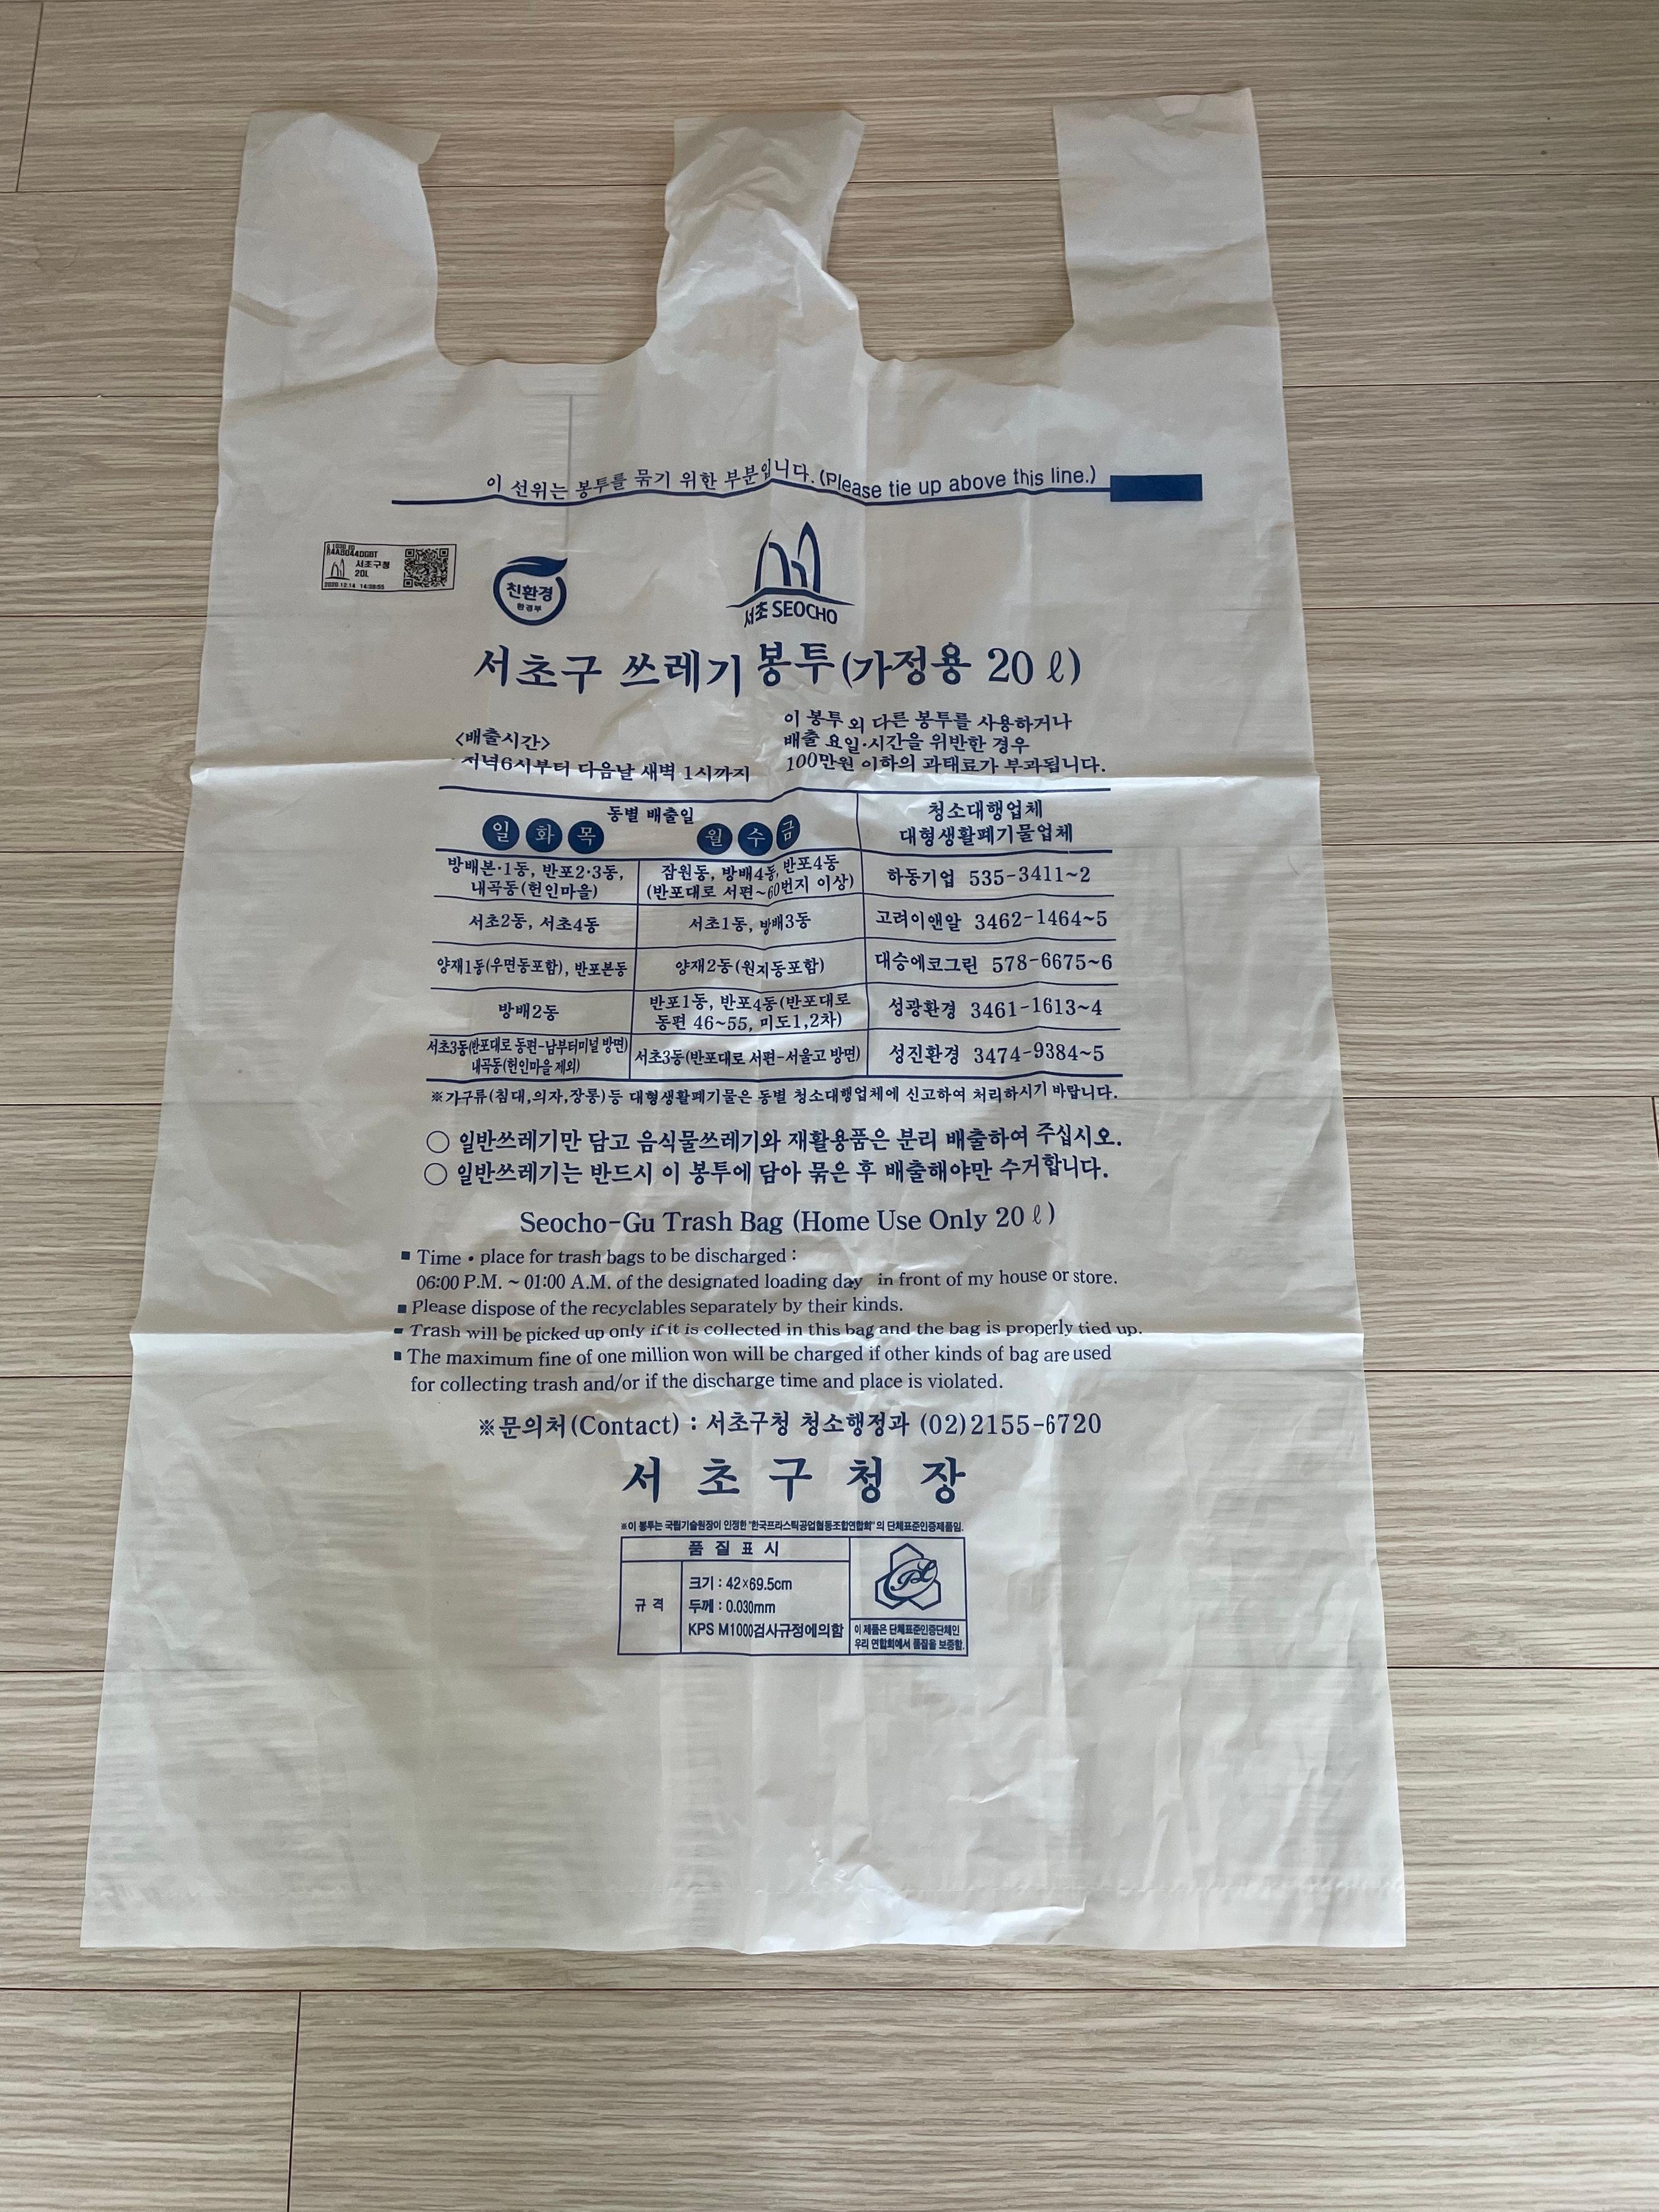 이 선위는 봉투를 묶기 위한 부분입니다. (Please tie up above this line.)
서초구청
20L
2020.12.14 14:38:55
친환경
환경부
서초 SEOCHO
서초구 쓰레기 봉투(가정용 20ℓ)
<배출시간>
저녁6시부터 다음날 새벽 1시까지
이 봉투 외 다른 봉투를 사용하거나
배출 요일·시간을 위반한 경우
100만원 이하의 과태료가 부과됩니다.
동별 배출일
일 화 목 월 수 금
청소대행업체
대형생활폐기물업체
방배본·1동, 반포2·3동,
내곡동(헌인마을)
잠원동, 방배4동, 반포4동
(반포대로 서편~60번지 이상)
하동기업 535-3411~2
서초2동, 서초4동
서초1동, 방배3동
고려이앤알 3462-1464~5
양재1동(우면동포함), 반포본동
양재2동(원지동포함)
대승에코그린 578-6675~6
방배2동
반포1동, 반포4동(반포대로
동편 46~55, 미도1,2차)
성광환경 3461-1613~4
서초3동(반포대로 동편-남부터미널 방면)
내곡동(헌인마을 제외)
서초3동(반포대로 서편-서울고 방면)
성진환경 3474-9384~5
※가구류(침대,의자,장롱)등 대형생활폐기물은 동별 청소대행업체에 신고하여 처리하시기 바랍니다.
○ 일반쓰레기만 담고 음식물쓰레기와 재활용품은 분리 배출하여 주십시오.
○ 일반쓰레기는 반드시 이 봉투에 담아 묶은 후 배출해야만 수거합니다.
Seocho-Gu Trash Bag (Home Use Only 20ℓ)
■ Time • place for trash bags to be discharged :
06:00 P.M. ~ 01:00 A.M. of the designated loading day in front of my house or store.
■ Please dispose of the recyclables separately by their kinds.
■ Trash will be picked up only if it is collected in this bag and the bag is properly tied up.
■ The maximum fine of one million won will be charged if other kinds of bag are used
for collecting trash and/or if the discharge time and place is violated.
※문의처(Contact) : 서초구청 청소행정과 (02)2155-6720
서 초 구 청 장
※이 봉투는 국립기술원장이 인정한 "한국프라스틱공업협동조합연합회"의 단체표준인증제품임.
품 질 표 시
규 격
크기 : 42×69.5cm
두께 : 0.030mm
KPS M1000검사규정에의함
이 제품은 단체표준인증단체인
우리 연합회에서 품질을 보증함.